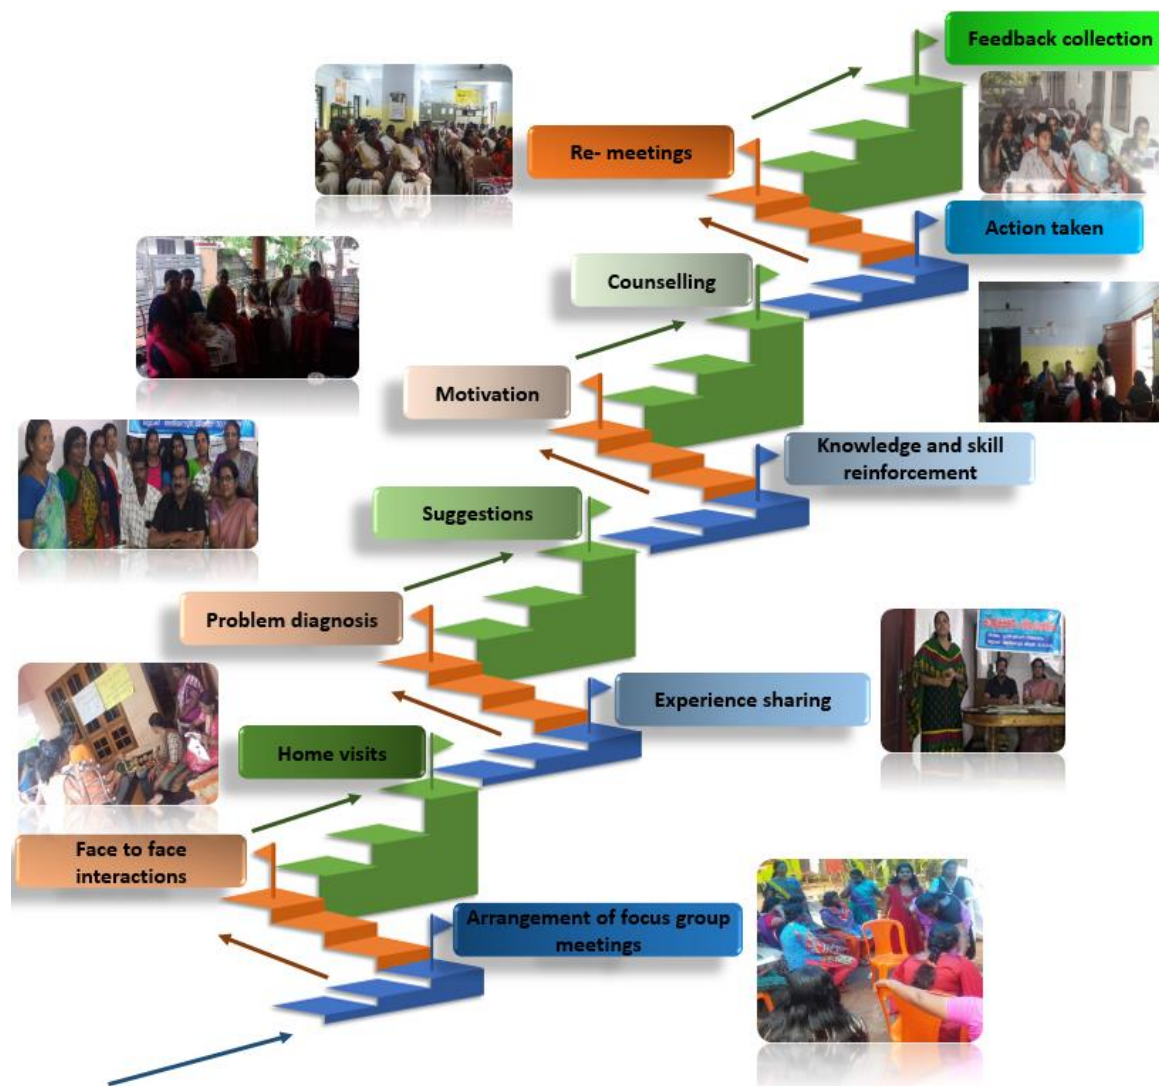 Feedback collection
Re- meetings
Action taken
Counselling
Motivation
Knowledge and skill
reinforcement
Suggestions
Problem diagnosis
Experience sharing
Home visits
Face to face
interactions
Arrangement of focus group
meetings